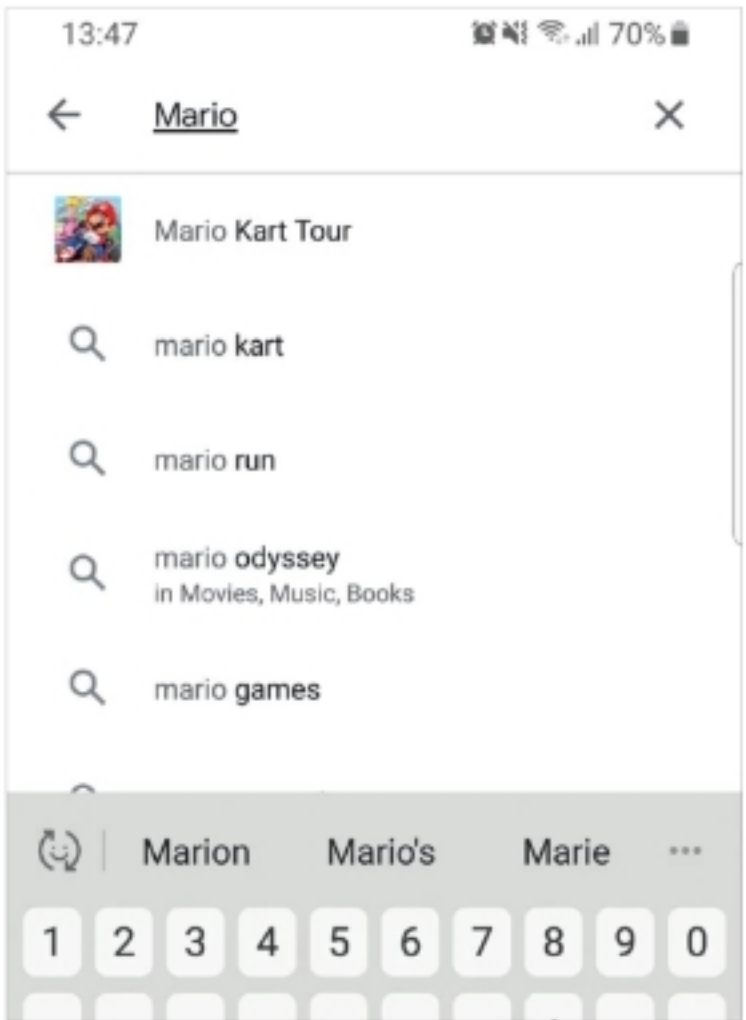 13:47 70%
Mario
Mario Kart Tour
mario kart
mario run
mario odyssey
in Movies, Music, Books
mario games
Marion Mario's Marie
1 2 3 4 5 6 7 8 9 0